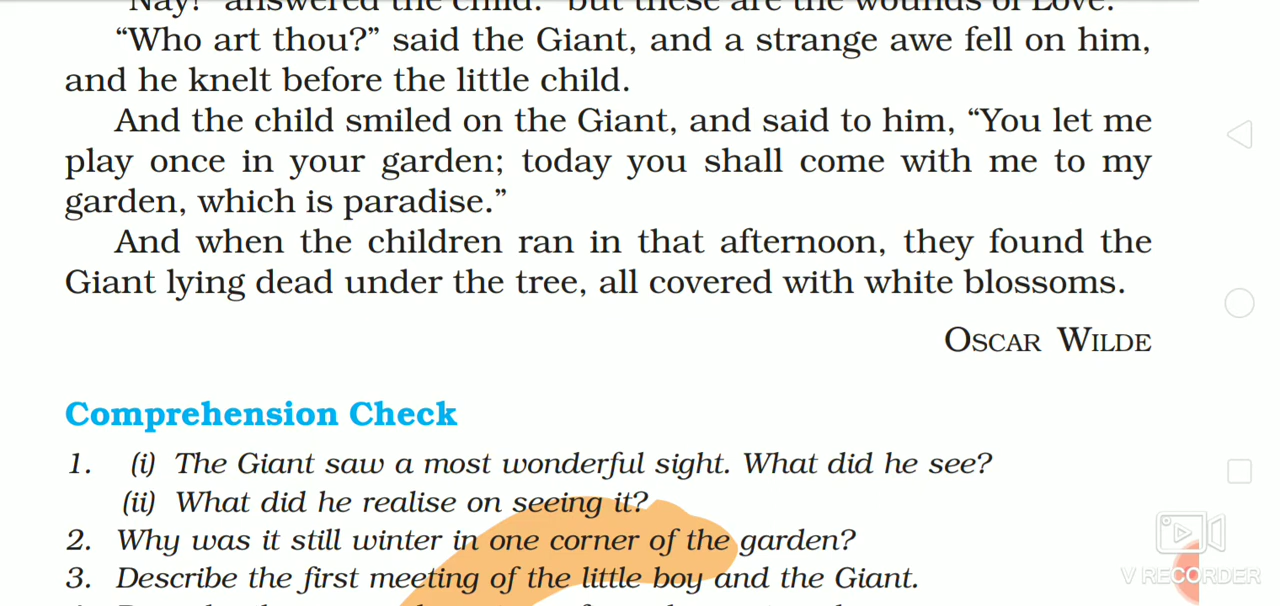 “Nay!” answered the child: “but these are the wounds of Love.”
“Who art thou?” said the Giant, and a strange awe fell on him,
and he knelt before the little child.
And the child smiled on the Giant, and said to him, “You let me
play once in your garden; today you shall come with me to my
garden, which is paradise.”
And when the children ran in that afternoon, they found the
Giant lying dead under the tree, all covered with white blossoms.
OSCAR WILDE
Comprehension Check
1. (i) The Giant saw a most wonderful sight. What did he see?
(ii) What did he realise on seeing it?
2. Why was it still winter in one corner of the garden?
3. Describe the first meeting of the little boy and the Giant.
V RECORDER